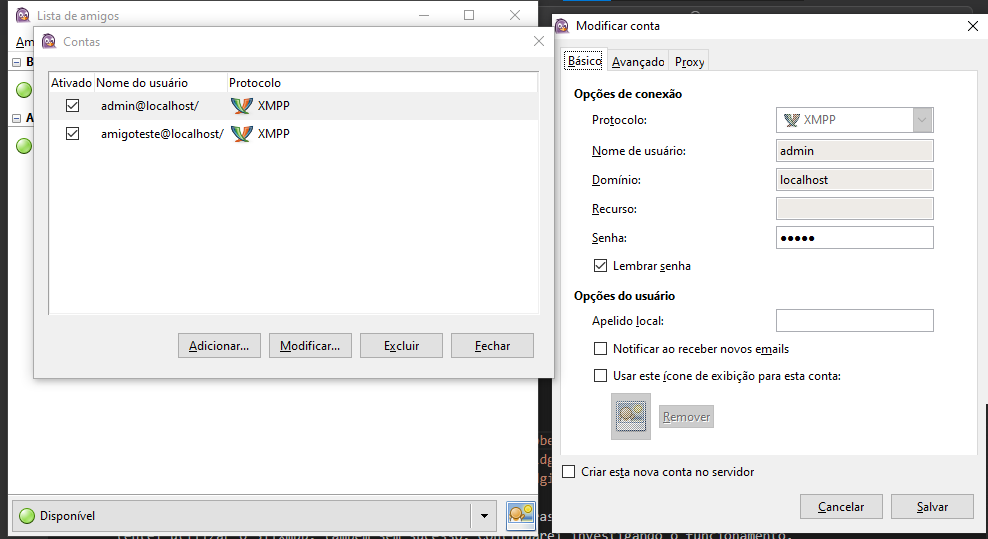 Lista de amigos
Am
B
A
Contas
Ativado Nome do usuário Protocolo
admin@localhost/ XMPP
amigoteste@localhost/ XMPP
Adicionar... Modificar... Excluir Fechar
Disponível
Modificar conta
Básico Avançado Proxy
Opções de conexão
Protocolo: XMPP
Nome de usuário: admin
Domínio: localhost
Recurso:
Senha: •••••
Lembrar senha
Opções do usuário
Apelido local:
Notificar ao receber novos emails
Usar este ícone de exibição para esta conta:
Remover
Criar esta nova conta no servidor
Cancelar Salvar